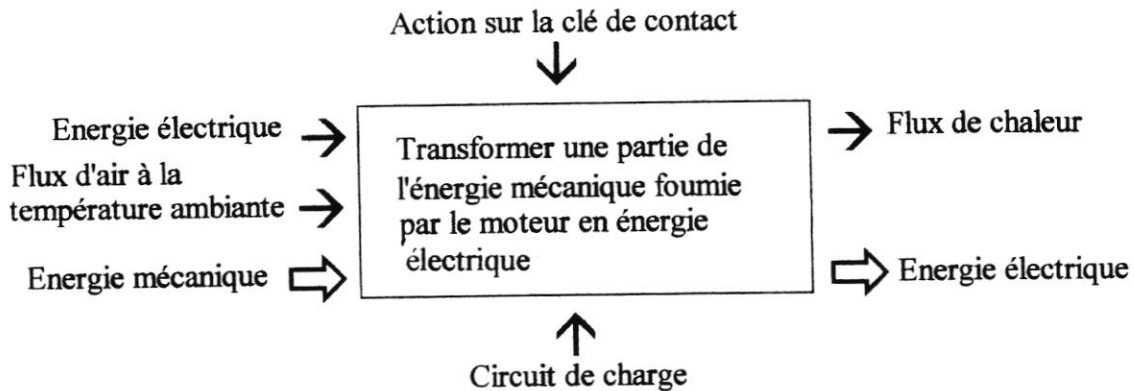 Action sur la clé de contact
Energie électrique
Flux d'air à la
température ambiante
Energie mécanique
Transformer une partie de
l'énergie mécanique fournie
par le moteur en énergie
électrique
Flux de chaleur
Energie électrique
Circuit de charge